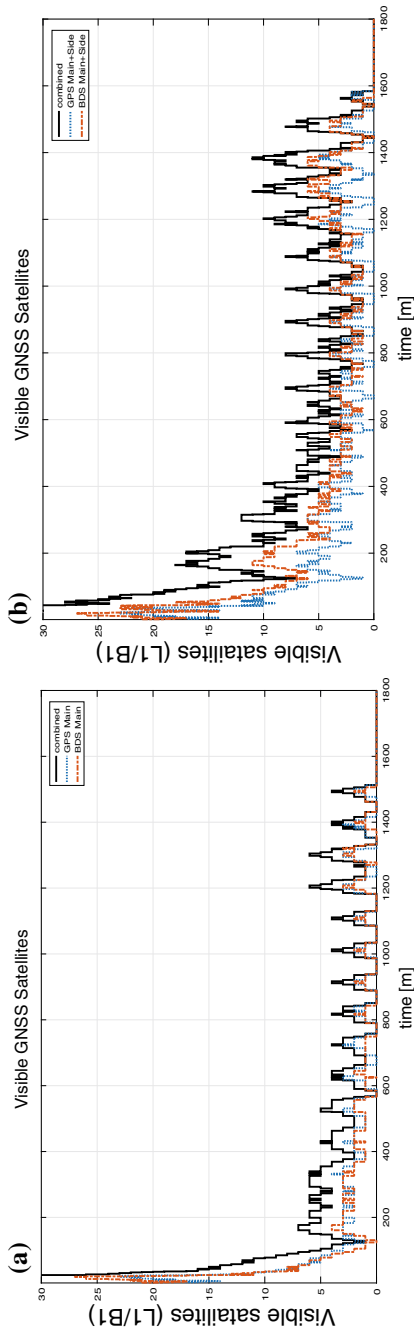 (a)
Visible GNSS Satellites
combined
GPS Main
BDS Main
Visible satailites (L1/B1)
30
25
20
15
10
5
0
200
400
600
800
1000
1200
1400
1600
1800
time [m]
(b)
Visible GNSS Satellites
combined
GPS Main+Side
BDS Main+Side
Visible satailites (L1/B1)
30
25
20
15
10
5
0
200
400
600
800
1000
1200
1400
1600
1800
time [m]